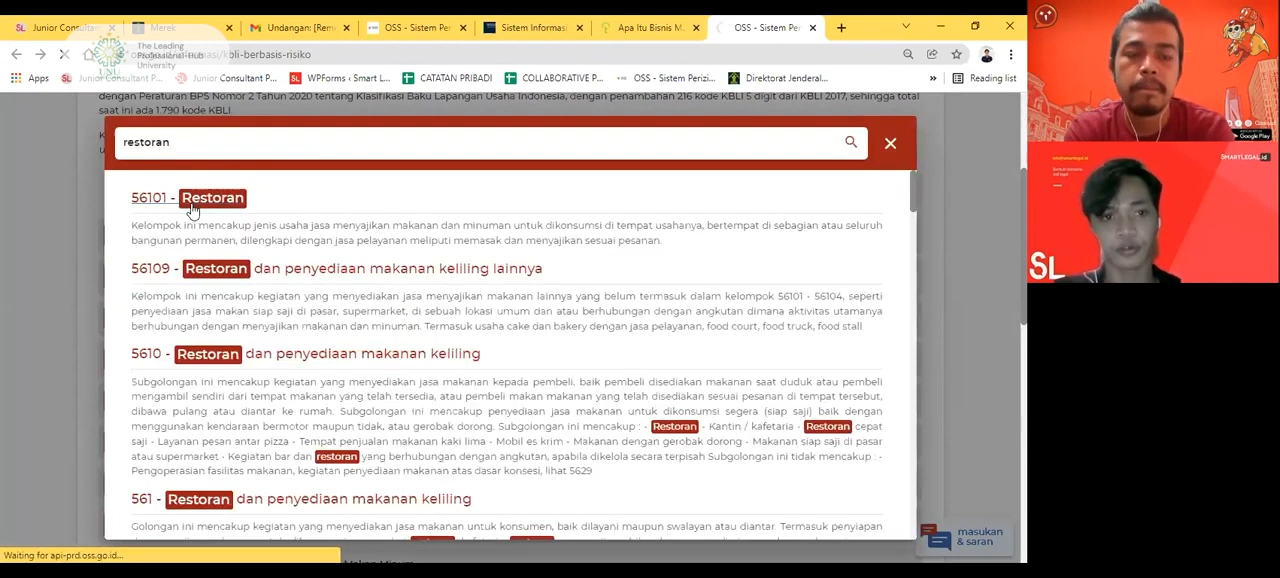 Junior Consultan
Merek
Undangan: [Rem
OSS - Sistem Per
Sistem Informasi
Apa Itu Bisnis M
OSS - Sistem Per
The Leading
Professional Hub
University
kbli-berbasis-risiko
Apps
Junior Consultant P...
Junior Consultant P...
WPForms ‹ Smart L...
CATATAN PRIBADI
COLLABORATIVE P...
OSS - Sistem Perizi...
Direktorat Jenderal...
»
Reading list
dengan Peraturan BPS Nomor 2 Tahun 2020 tentang Klasifikasi Baku Lapangan Usaha Indonesia, dengan penambahan 216 kode KBLI 5 digit dari KBLI 2017, sehingga total
saat ini ada 1.790 kode KBLI.
restoran
56101 - Restoran
Kelompok ini mencakup jenis usaha jasa menyajikan makanan dan minuman untuk dikonsumsi di tempat usahanya, bertempat di sebagian atau seluruh
bangunan permanen, dilengkapi dengan jasa pelayanan meliputi memasak dan menyajikan sesuai pesanan.
56109 - Restoran dan penyediaan makanan keliling lainnya
Kelompok ini mencakup kegiatan yang menyediakan jasa menyajikan makanan lainnya yang belum termasuk dalam kelompok 56101 - 56104, seperti
penyediaan jasa makan siap saji di pasar, supermarket, di sebuah lokasi umum dan atau berhubungan dengan angkutan dimana aktivitas utamanya
berhubungan dengan menyajikan makanan dan minuman. Termasuk usaha cake dan bakery dengan jasa pelayanan, food court, food truck, food stall
5610 - Restoran dan penyediaan makanan keliling
Subgolongan ini mencakup kegiatan yang menyediakan jasa makanan kepada pembeli, baik pembeli disediakan makanan saat duduk atau pembeli
mengambil sendiri dari tempat makanan yang telah tersedia, atau pembeli makan makanan yang telah disediakan sesuai pesanan di tempat tersebut,
dibawa pulang atau diantar ke rumah. Subgolongan ini mencakup penyediaan jasa makanan untuk dikonsumsi segera (siap saji) baik dengan
menggunakan kendaraan bermotor maupun tidak, atau gerobak dorong. Subgolongan ini mencakup : - Restoran - Kantin / kafetaria - Restoran cepat
saji - Layanan pesan antar pizza - Tempat penjualan makanan kaki lima - Mobil es krim - Makanan dengan gerobak dorong - Makanan siap saji di pasar
atau supermarket - Kegiatan bar dan restoran yang berhubungan dengan angkutan, apabila dikelola secara terpisah Subgolongan ini tidak mencakup : -
Pengoperasian fasilitas makanan, kegiatan penyediaan makanan atas dasar konsesi, lihat 5629
561 - Restoran dan penyediaan makanan keliling
Golongan ini mencakup kegiatan yang menyediakan jasa makanan untuk konsumen, baik dilayani maupun swalayan atau diantar. Termasuk penyiapan
masukan
& saran
Waiting for api-prd.oss.go.id...
Google Play
SMARTLEGAL.id
SL